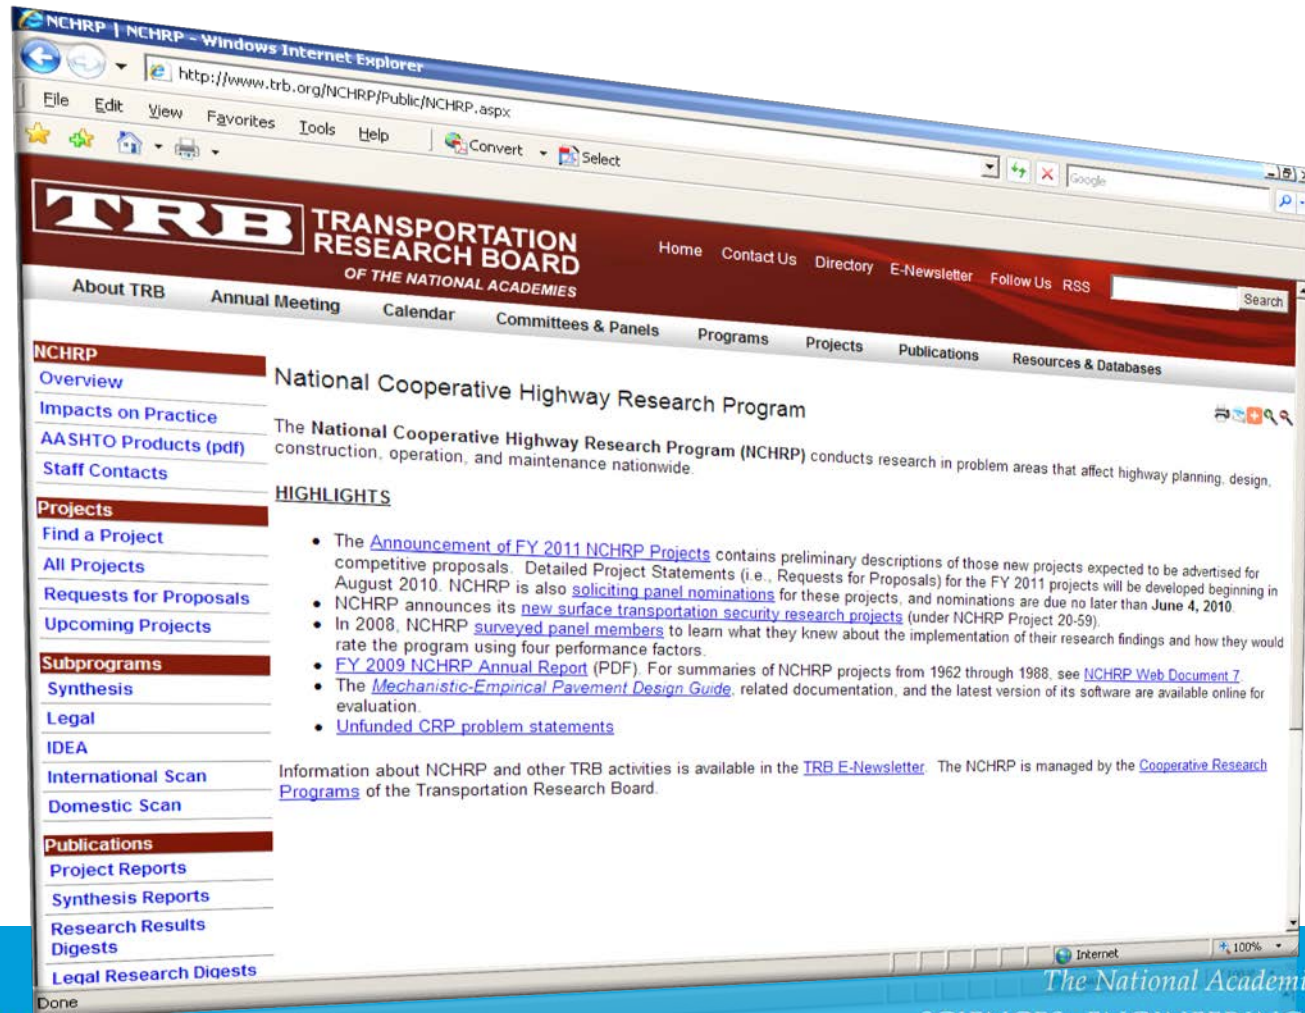 NCHRP | NCHRP - Windows Internet Explorer
http://www.trb.org/NCHRP/Public/NCHRP.aspx
Google
File Edit View Favorites Tools Help Convert Select
TRB TRANSPORTATION
RESEARCH BOARD
OF THE NATIONAL ACADEMIES
Home Contact Us Directory E-Newsletter Follow Us RSS
Search
About TRB Annual Meeting Calendar Committees & Panels Programs Projects Publications Resources & Databases
NCHRP
Overview
Impacts on Practice
AASHTO Products (pdf)
Staff Contacts
Projects
Find a Project
All Projects
Requests for Proposals
Upcoming Projects
Subprograms
Synthesis
Legal
IDEA
International Scan
Domestic Scan
Publications
Project Reports
Synthesis Reports
Research Results
Digests
Legal Research Digests
National Cooperative Highway Research Program
The National Cooperative Highway Research Program (NCHRP) conducts research in problem areas that affect highway planning, design,
construction, operation, and maintenance nationwide.
HIGHLIGHTS
• The Announcement of FY 2011 NCHRP Projects contains preliminary descriptions of those new projects expected to be advertised for
competitive proposals. Detailed Project Statements (i.e., Requests for Proposals) for the FY 2011 projects will be developed beginning in
August 2010. NCHRP is also soliciting panel nominations for these projects, and nominations are due no later than June 4, 2010.
• NCHRP announces its new surface transportation security research projects (under NCHRP Project 20-59).
• In 2008, NCHRP surveyed panel members to learn what they knew about the implementation of their research findings and how they would
rate the program using four performance factors.
• FY 2009 NCHRP Annual Report (PDF). For summaries of NCHRP projects from 1962 through 1988, see NCHRP Web Document 7.
• The Mechanistic-Empirical Pavement Design Guide, related documentation, and the latest version of its software are available online for
evaluation.
• Unfunded CRP problem statements
Information about NCHRP and other TRB activities is available in the TRB E-Newsletter. The NCHRP is managed by the Cooperative Research
Programs of the Transportation Research Board.
Done
Internet
100%
The National Academi